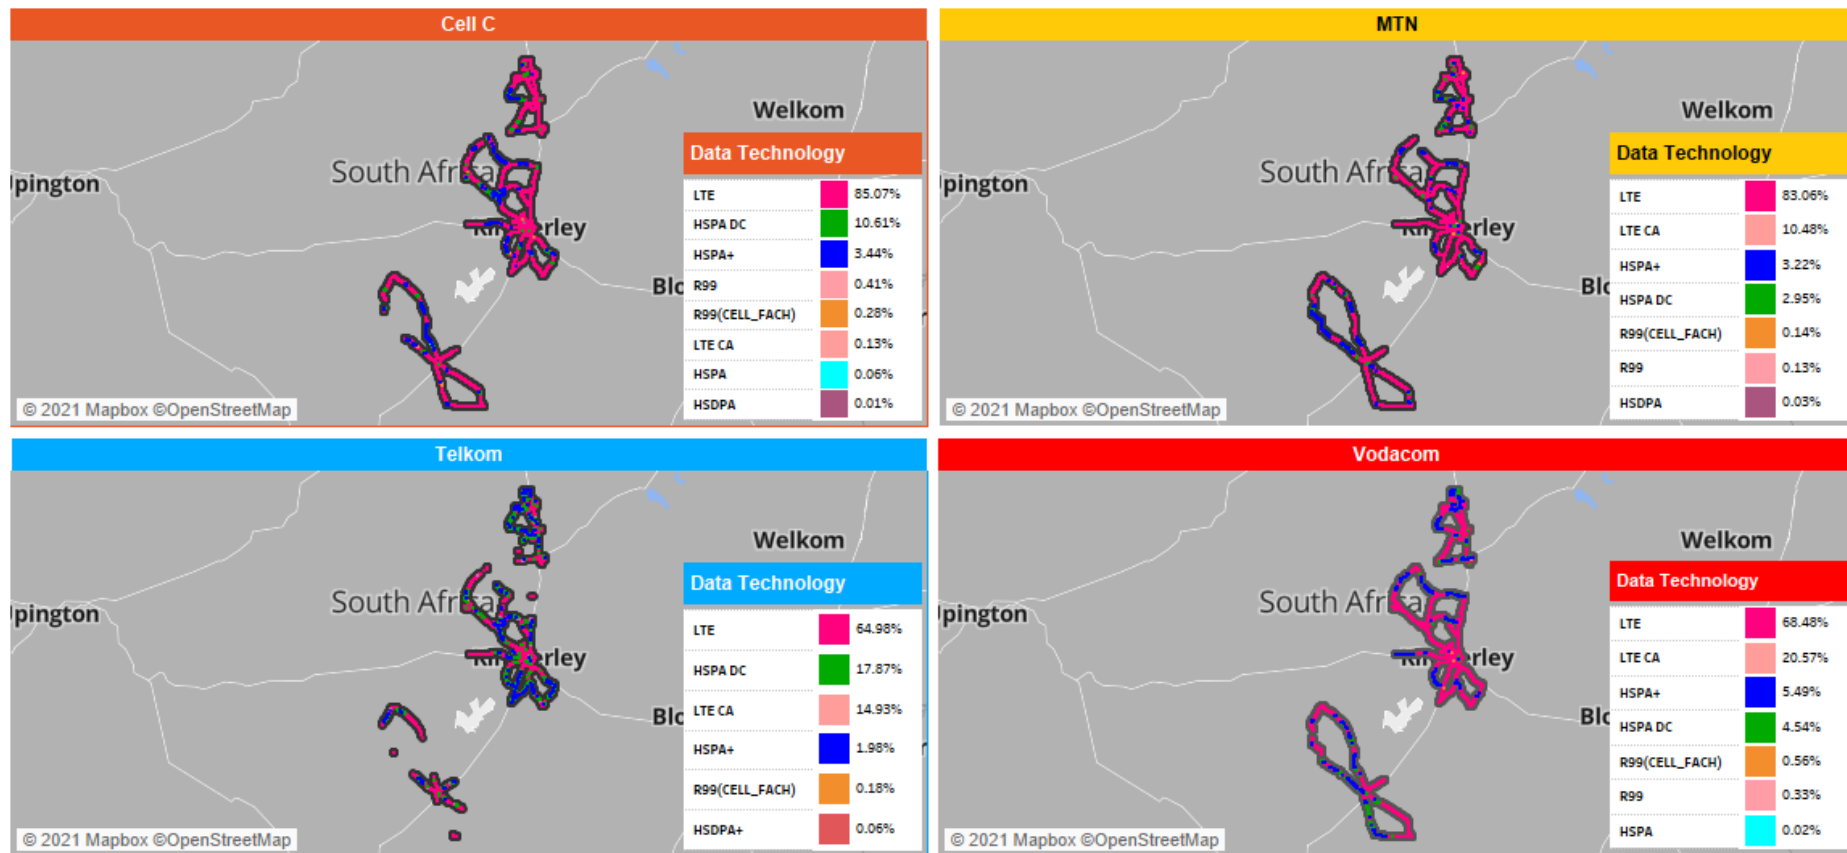 Cell C
Welkom
South Africa
pington
Data Technology
LTE 85.07%
HSPA DC 10.61%
HSPA+ 3.44%
R99 0.41%
R99(CELL_FACH) 0.28%
LTE CA 0.13%
HSPA 0.06%
HSDPA 0.01%
© 2021 Mapbox ©OpenStreetMap
MTN
Welkom
South Africa
pington
Data Technology
LTE 83.06%
LTE CA 10.48%
HSPA+ 3.22%
HSPA DC 2.95%
R99(CELL_FACH) 0.14%
R99 0.13%
HSDPA 0.03%
© 2021 Mapbox ©OpenStreetMap
Telkom
Welkom
South Africa
pington
Data Technology
LTE 64.98%
HSPA DC 17.87%
LTE CA 14.93%
HSPA+ 1.98%
R99(CELL_FACH) 0.18%
HSDPA+ 0.06%
© 2021 Mapbox ©OpenStreetMap
Vodacom
Welkom
South Africa
pington
Data Technology
LTE 68.48%
LTE CA 20.57%
HSPA+ 5.49%
HSPA DC 4.54%
R99(CELL_FACH) 0.56%
R99 0.33%
HSPA 0.02%
© 2021 Mapbox ©OpenStreetMap